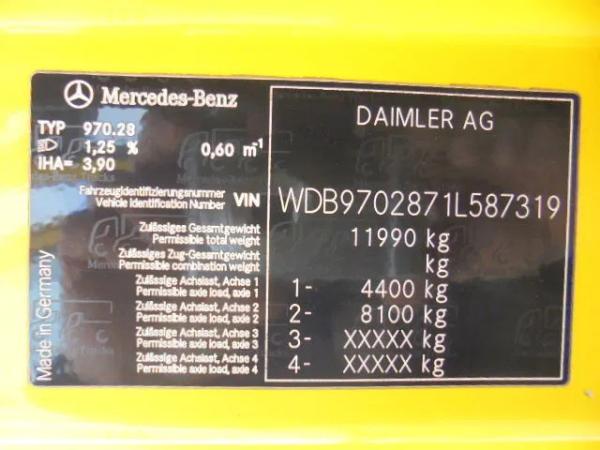 Mercedes-Benz
DAIMLER AG
TYP 970.28
1,25 % 0,60 m⁻¹
IHA= 3,90
Fahrzeugidentifizierungsnummer
Vehicle Identification Number VIN WDB9702871L587319
Zulässiges Gesamtgewicht
Permissible total weight 11990 kg
Zulässiges Zug-Gesamtgewicht
Permissible combination weight kg
Zulässige Achslast, Achse 1
Permissible axle load, axle 1 1- 4400 kg
Zulässige Achslast, Achse 2
Permissible axle load, axle 2 2- 8100 kg
Zulässige Achslast, Achse 3
Permissible axle load, axle 3 3- XXXXX kg
Zulässige Achslast, Achse 4
Permissible axle load, axle 4 4- XXXXX kg
Made in Germany